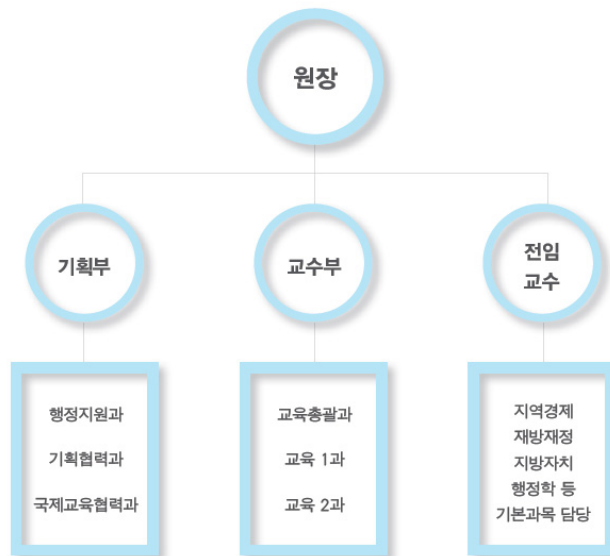 원장
기획부
교수부
전임
교수
행정지원과
기획협력과
국제교육협력과
교육총괄과
교육 1과
교육 2과
지역경제
재방재정
지방자치
행정학 등
기본과목 담당